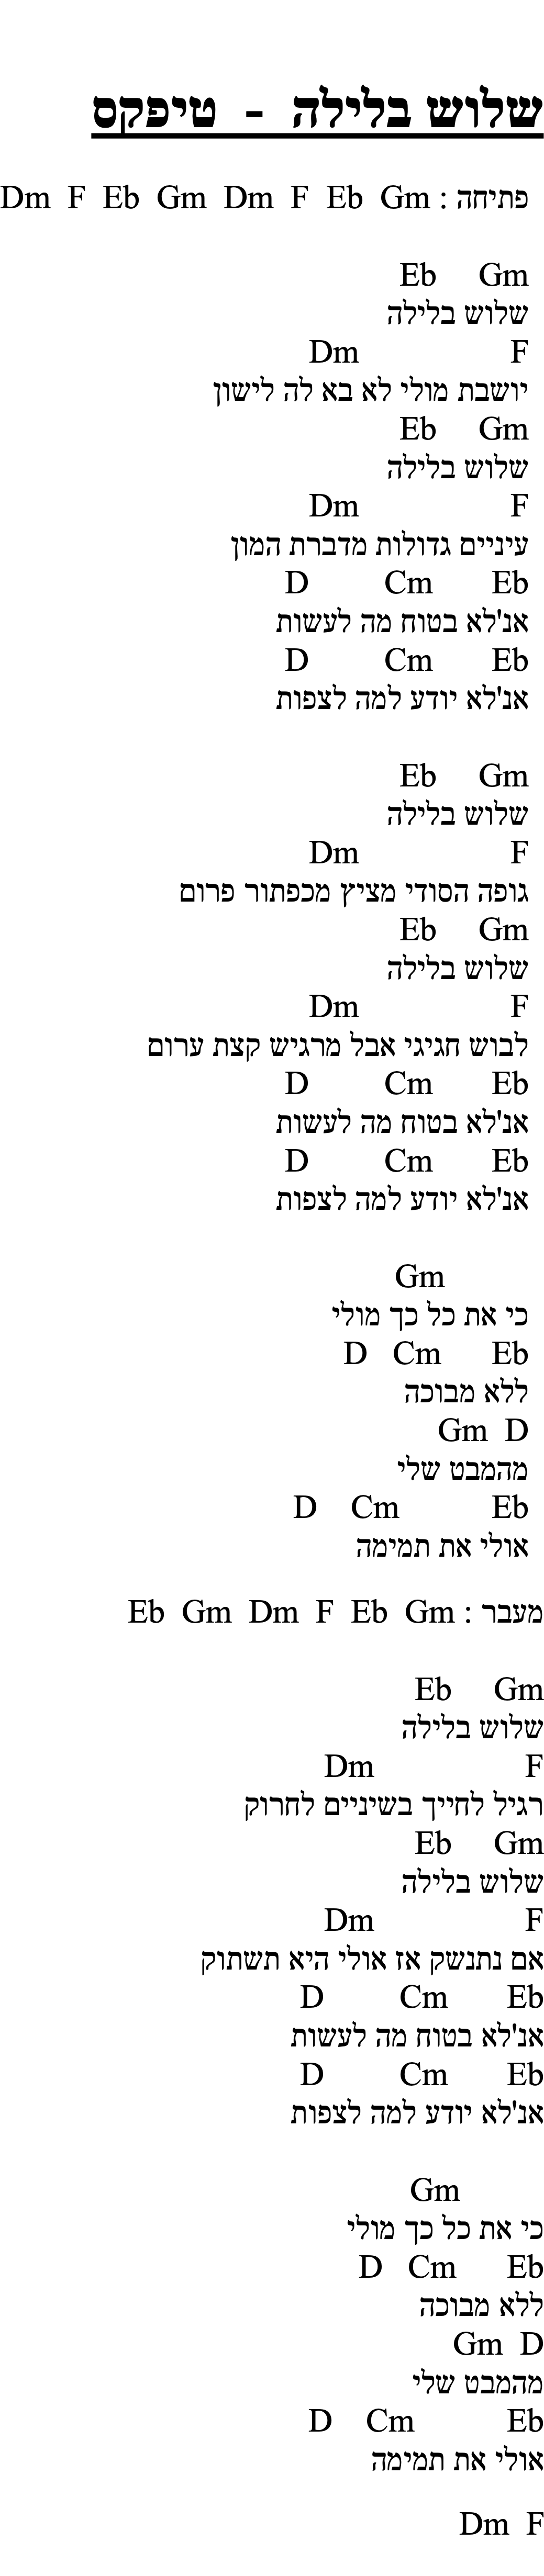 שלוש בלילה - טיפקס
פתיחה : Dm F Eb Gm Dm F Eb Gm
Eb Gm
שלוש בלילה
Dm F
יושבת מולי לא בא לה לישון
Eb Gm
שלוש בלילה
Dm F
עיניים גדולות מדברת המון
D Cm Eb
אנ'לא בטוח מה לעשות
D Cm Eb
אנ'לא יודע למה לצפות
Eb Gm
שלוש בלילה
Dm F
גופה הסודי מציץ מכפתור פרום
Eb Gm
שלוש בלילה
Dm F
לבוש חגיגי אבל מרגיש קצת ערום
D Cm Eb
אנ'לא בטוח מה לעשות
D Cm Eb
אנ'לא יודע למה לצפות
Gm
כי את כל כך מולי
D Cm Eb
ללא מבוכה
Gm D
מהמבט שלי
D Cm Eb
אולי את תמימה
מעבר : Eb Gm Dm F Eb Gm
Eb Gm
שלוש בלילה
Dm F
רגיל לחייך בשיניים לחרוק
Eb Gm
שלוש בלילה
Dm F
אם נתנשק אז אולי היא תשתוק
D Cm Eb
אנ'לא בטוח מה לעשות
D Cm Eb
אנ'לא יודע למה לצפות
Gm
כי את כל כך מולי
D Cm Eb
ללא מבוכה
Gm D
מהמבט שלי
D Cm Eb
אולי את תמימה
Dm F